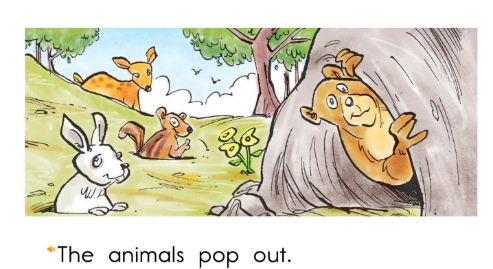 The animals pop out.